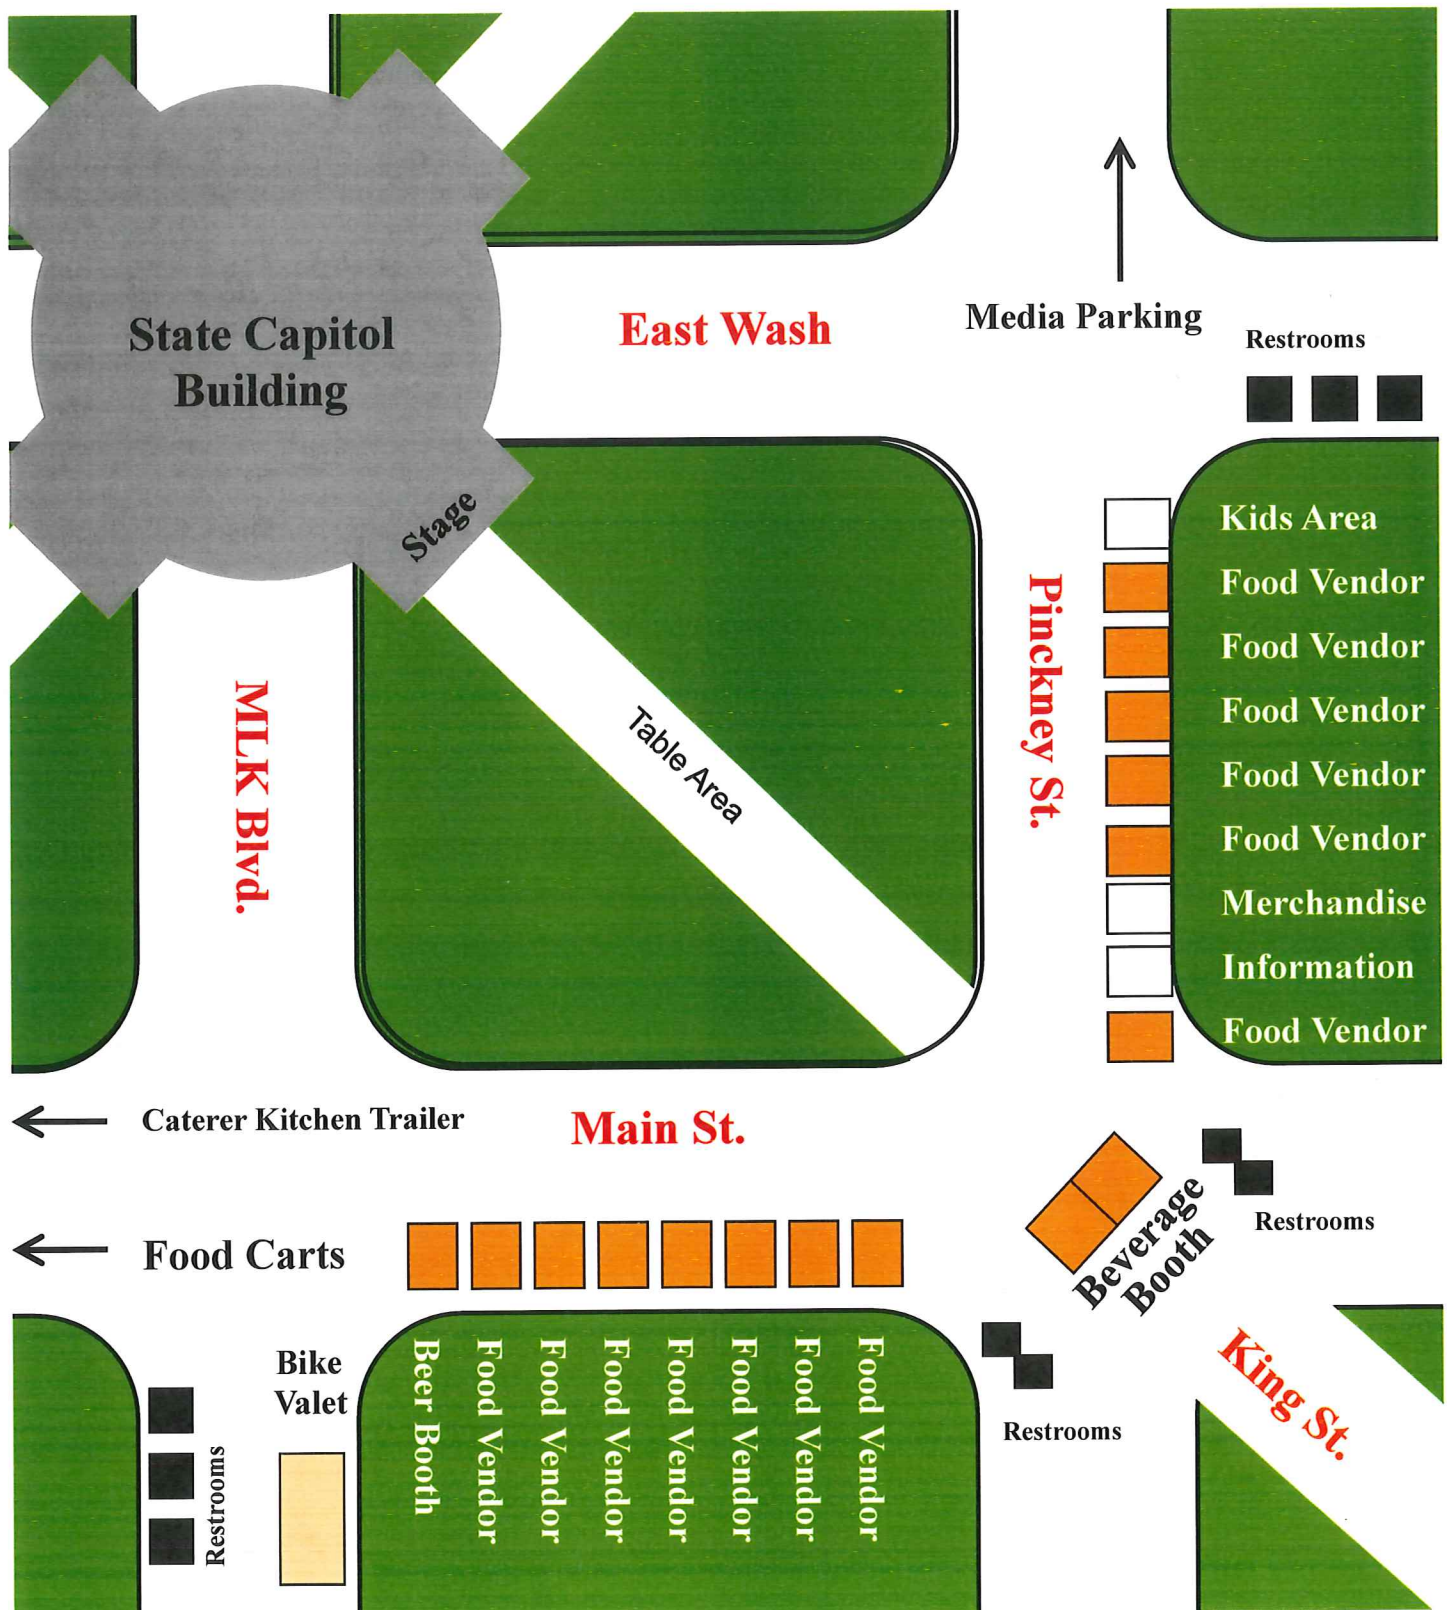 State Capitol
Building
Stage
East Wash
Media Parking
Restrooms
Kids Area
Food Vendor
Food Vendor
Food Vendor
Food Vendor
Food Vendor
Merchandise
Information
Food Vendor
Pinckney St.
Table Area
MLK Blvd.
Caterer Kitchen Trailer
Main St.
Food Carts
Beverage
Booth
Restrooms
Bike
Valet
Restrooms
Beer Booth
Food Vendor
Food Vendor
Food Vendor
Food Vendor
Food Vendor
Food Vendor
Food Vendor
Restrooms
King St.